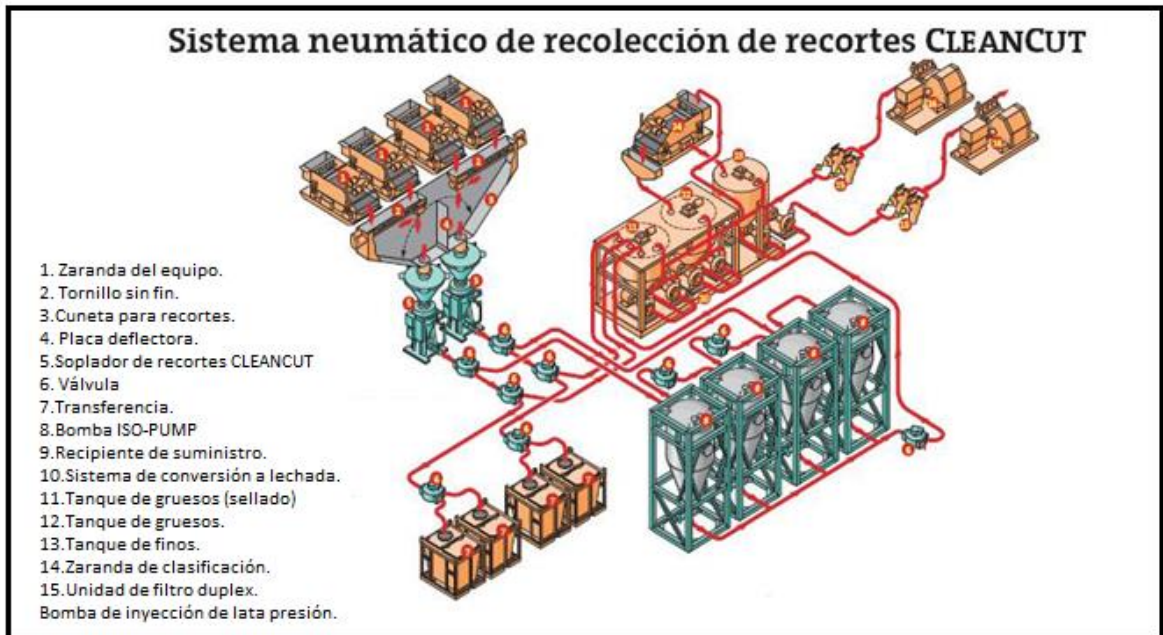 Sistema neumático de recolección de recortes CLEANCUT
1. Zaranda del equipo.
2. Tornillo sin fin.
3.Cuneta para recortes.
4. Placa deflectora.
5.Soplador de recortes CLEANCUT
6. Válvula
7.Transferencia.
8.Bomba ISO-PUMP
9.Recipiente de suministro.
10.Sistema de conversión a lechada.
11.Tanque de gruesos (sellado)
12.Tanque de gruesos.
13.Tanque de finos.
14.Zaranda de clasificación.
15.Unidad de filtro duplex.
Bomba de inyección de lata presión.